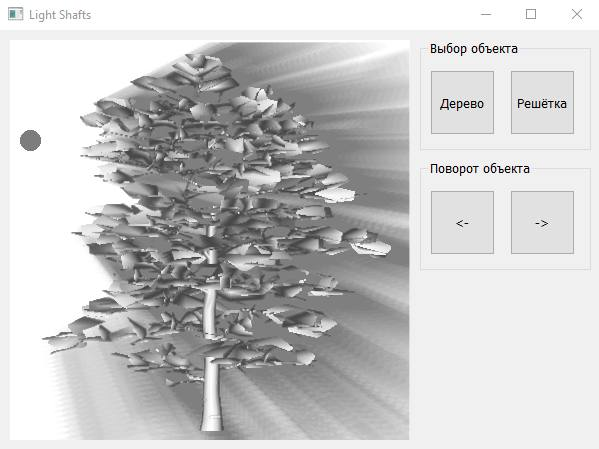 Light Shafts
Выбор объекта
Дерево
Решётка
Поворот объекта
<-
->